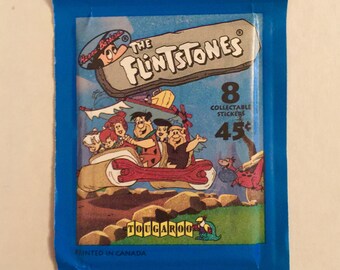 THE
FLINTSTONES®
8
COLLECTABLE
STICKERS
45¢
TOUGAROO
PRINTED IN CANADA